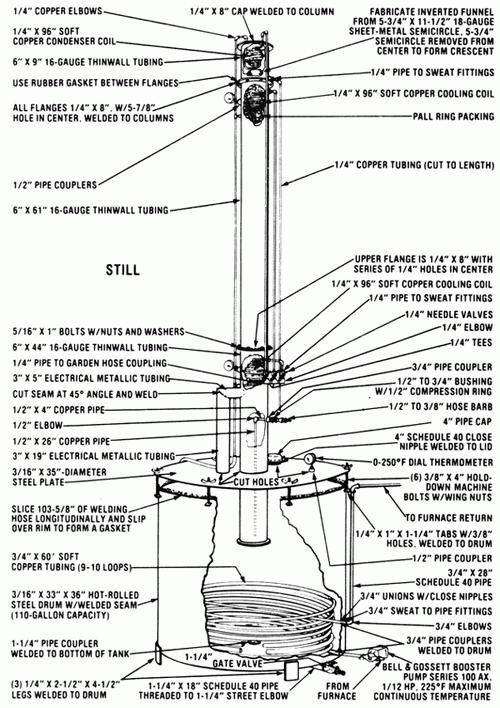 1/4" COPPER ELBOWS
1/4" X 96" SOFT
COPPER CONDENSER COIL
6" X 9" 16-GAUGE THINWALL TUBING
USE RUBBER GASKET BETWEEN FLANGES
ALL FLANGES 1/4" X 8", W/5-7/8"
HOLE IN CENTER, WELDED TO COLUMNS
1/2" PIPE COUPLERS
6" X 61" 16-GAUGE THINWALL TUBING
STILL
5/16" X 1" BOLTS W/NUTS AND WASHERS
6" X 44" 16-GAUGE THINWALL TUBING
1/4" PIPE TO GARDEN HOSE COUPLING
3" X 5" ELECTRICAL METALLIC TUBING
CUT SEAM AT 45° ANGLE AND WELD
1/2" X 4" COPPER PIPE
1/2" ELBOW
1/2" X 26" COPPER PIPE
3" X 19" ELECTRICAL METALLIC TUBING
3/16" X 35"-DIAMETER
STEEL PLATE
SLICE 103-5/8" OF WELDING
HOSE LONGITUDINALLY AND SLIP
OVER RIM TO FORM A GASKET
3/4" X 60' SOFT
COPPER TUBING (9-10 LOOPS)
3/16" X 33" X 36" HOT-ROLLED
STEEL DRUM W/WELDED SEAM
(110-GALLON CAPACITY)
1-1/4" PIPE COUPLER
WELDED TO BOTTOM OF TANK
(3) 1/4" X 2-1/2" X 4-1/2"
LEGS WELDED TO DRUM
1/4" X 8" CAP WELDED TO COLUMN
FABRICATE INVERTED FUNNEL
FROM 5-3/4" X 11-1/2" 18-GAUGE
SHEET-METAL SEMICIRCLE, 5-3/4"
SEMICIRCLE REMOVED FROM
CENTER TO FORM CRESCENT
1/4" PIPE TO SWEAT FITTINGS
1/4" X 96" SOFT COPPER COOLING COIL
PALL RING PACKING
1/4" COPPER TUBING (CUT TO LENGTH)
UPPER FLANGE IS 1/4" X 8" WITH
SERIES OF 1/4" HOLES IN CENTER
1/4" X 96" SOFT COPPER COOLING COIL
1/4" PIPE TO SWEAT FITTINGS
1/4" NEEDLE VALVES
1/4" ELBOW
1/4" TEES
3/4" PIPE COUPLER
1/2" TO 3/4" BUSHING
W/1/2" COMPRESSION RING
1/2" TO 3/8" HOSE BARB
4" PIPE CAP
4" SCHEDULE 40 CLOSE
NIPPLE WELDED TO LID
0-250°F DIAL THERMOMETER
CUT HOLES
(6) 3/8" X 4" HOLD-
DOWN MACHINE
BOLTS W/WING NUTS
TO FURNACE RETURN
1/4" X 1" X 1-1/4" TABS W/3/8"
HOLES, WELDED TO DRUM
1/2" PIPE COUPLER
3/4" X 28"
SCHEDULE 40 PIPE
3/4" UNIONS W/CLOSE NIPPLES
3/4" SWEAT TO PIPE FITTINGS
3/4" ELBOWS
3/4" PIPE COUPLERS
WELDED TO DRUM
1-1/4"
GATE VALVE
1-1/4" X 18" SCHEDULE 40 PIPE
THREADED TO 1-1/4" STREET ELBOW
FROM
FURNACE
BELL & GOSSETT BOOSTER
PUMP SERIES 100 AX,
1/12 HP, 225°F MAXIMUM
CONTINUOUS TEMPERATURE